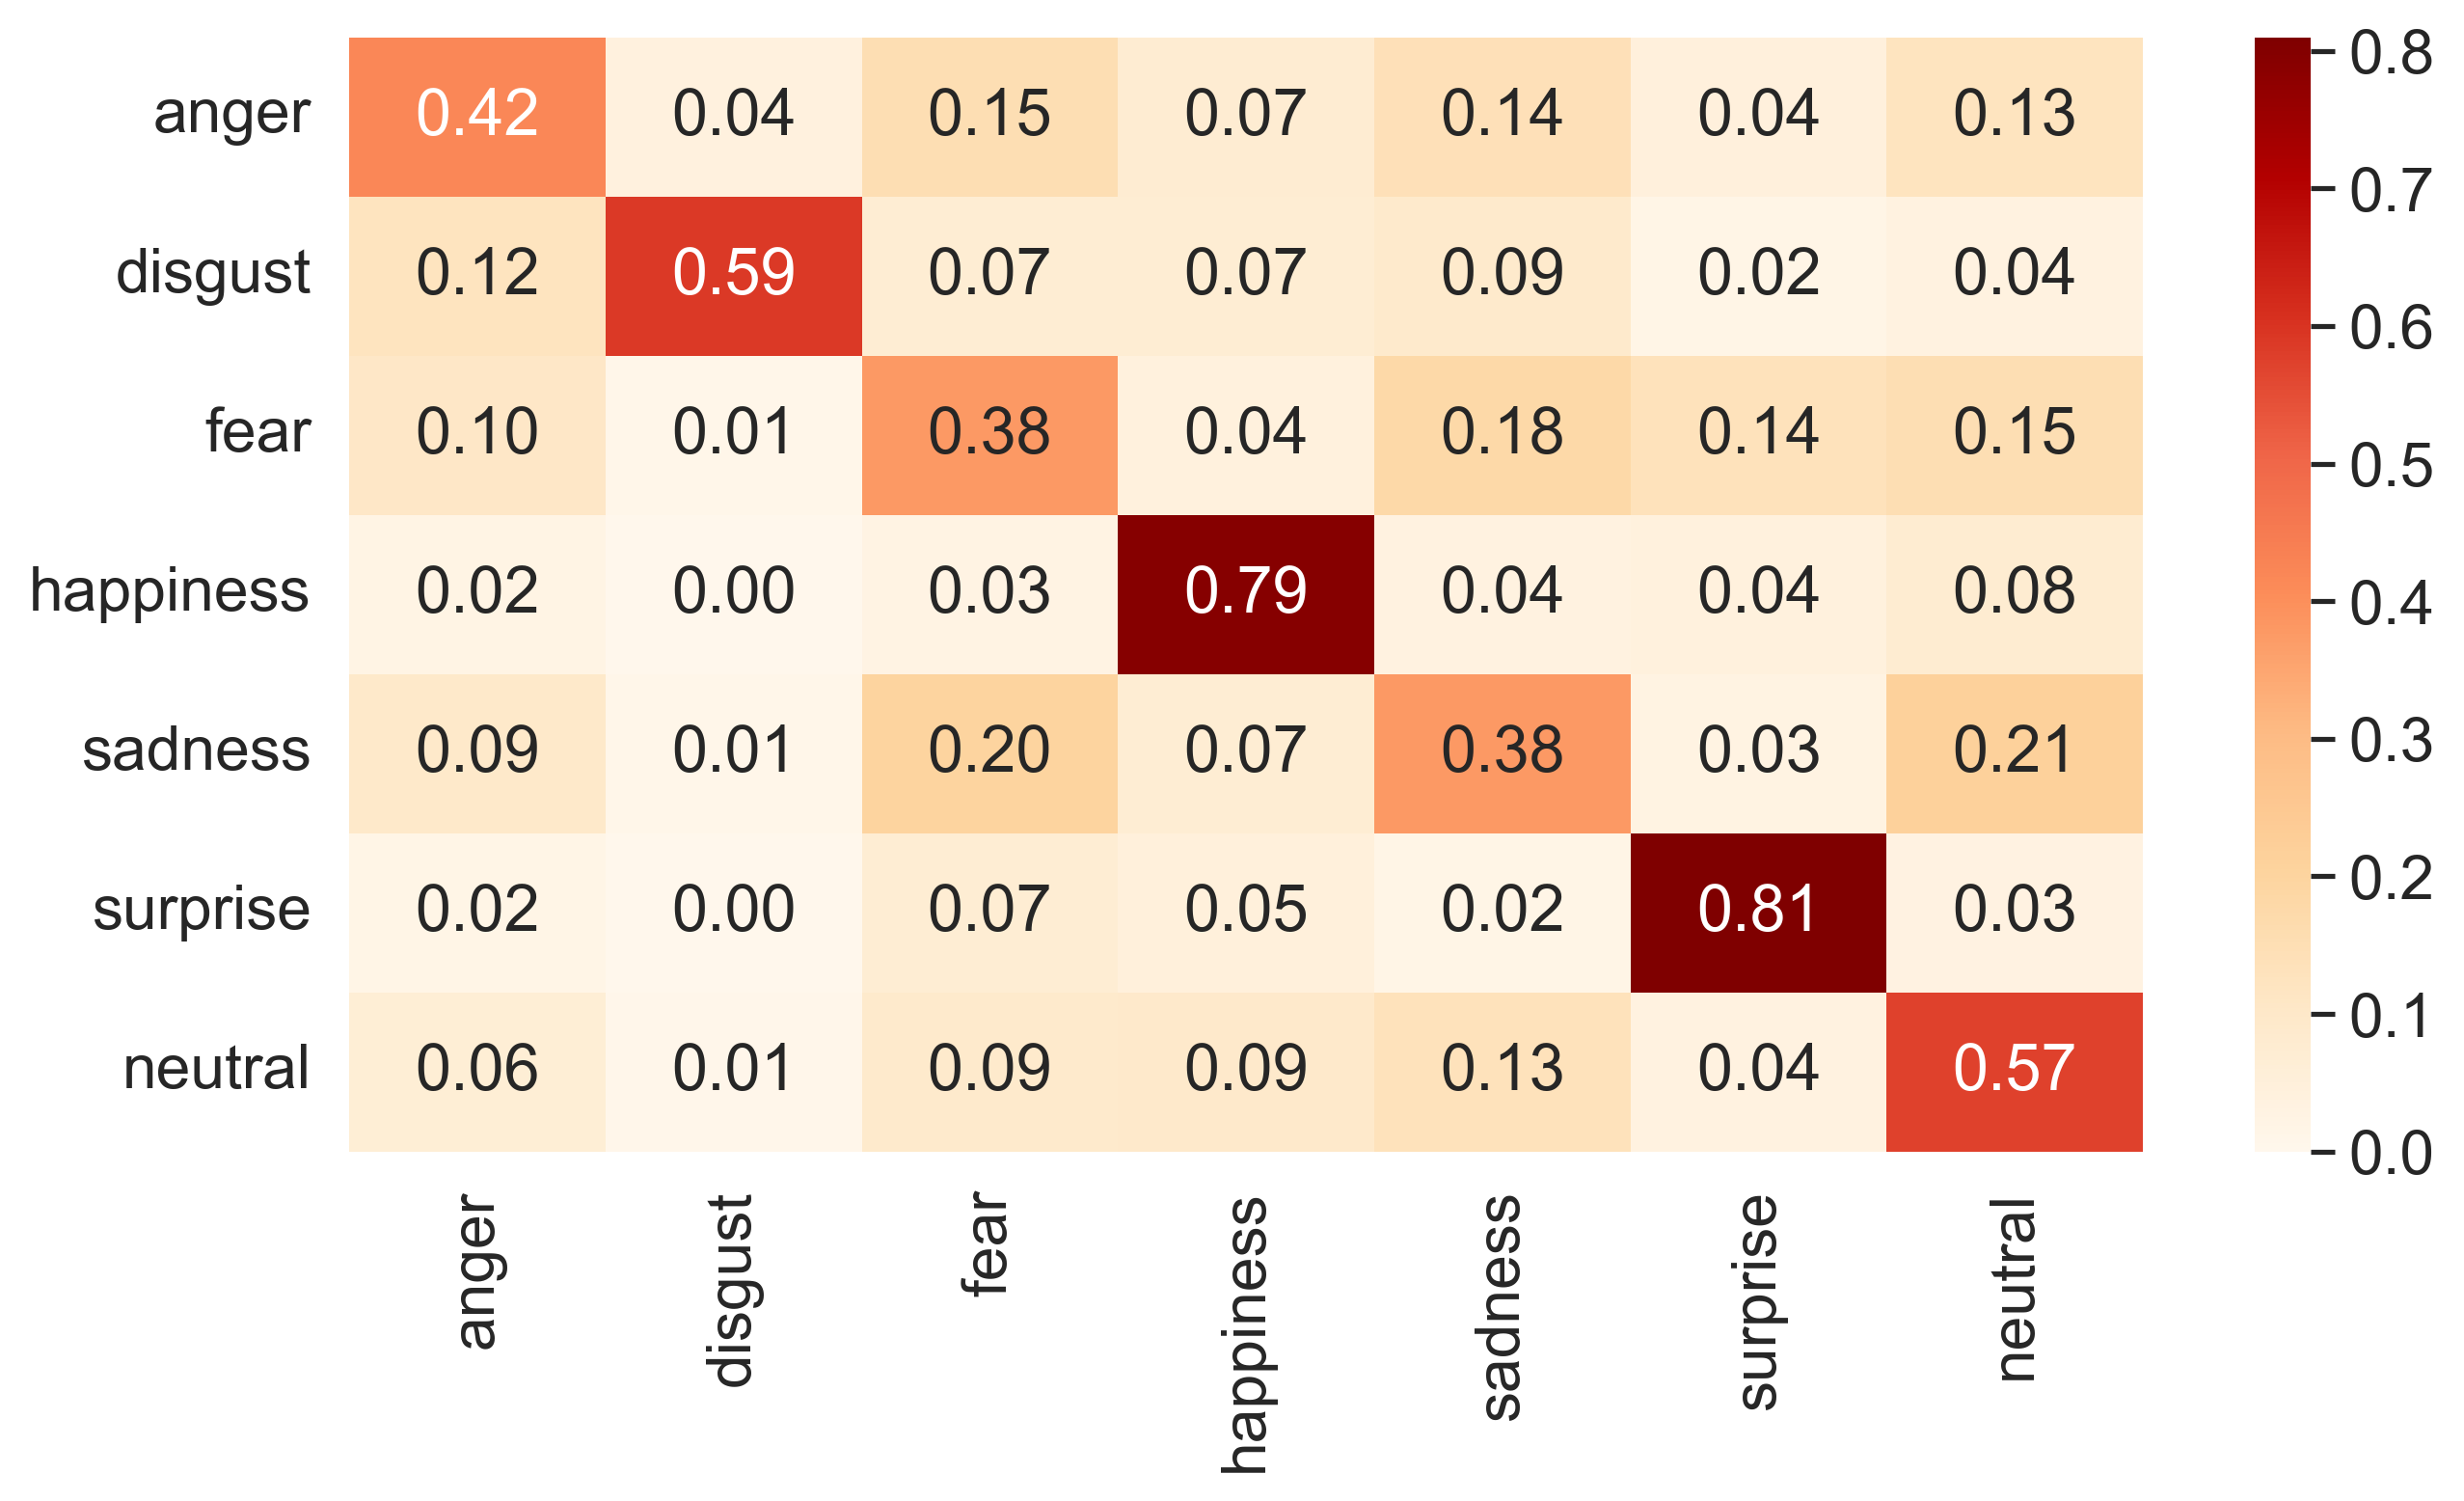 anger 0.42 0.04 0.15 0.07 0.14 0.04 0.13
disgust 0.12 0.59 0.07 0.07 0.09 0.02 0.04
fear 0.10 0.01 0.38 0.04 0.18 0.14 0.15
happiness 0.02 0.00 0.03 0.79 0.04 0.04 0.08
sadness 0.09 0.01 0.20 0.07 0.38 0.03 0.21
surprise 0.02 0.00 0.07 0.05 0.02 0.81 0.03
neutral 0.06 0.01 0.09 0.09 0.13 0.04 0.57
anger disgust fear happiness sadness surprise neutral
0.8
0.7
0.6
0.5
0.4
0.3
0.2
0.1
0.0